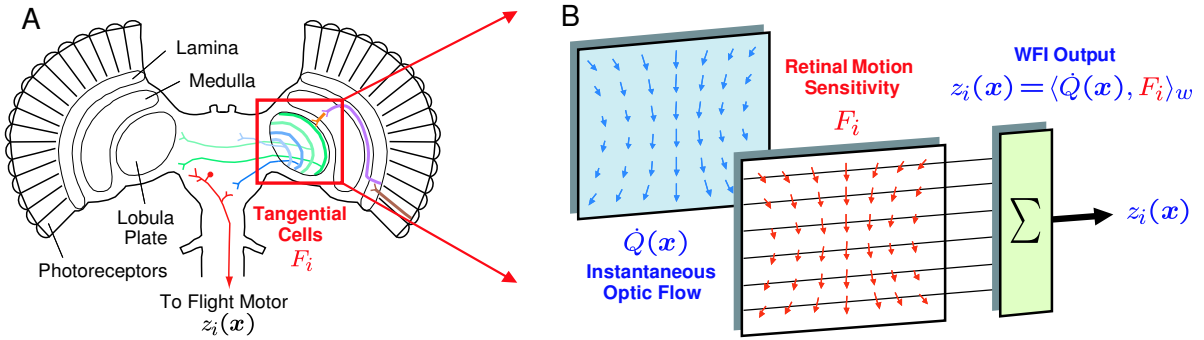 A
Lamina
Medulla
Lobula
Plate
Photoreceptors
Tangential
Cells
F_i
To Flight Motor
z_i(x)
B
Q̇(x)
Instantaneous
Optic Flow
Retinal Motion
Sensitivity
F_i
WFI Output
z_i(x) = ⟨Q̇(x), F_i⟩_w
Σ
z_i(x)